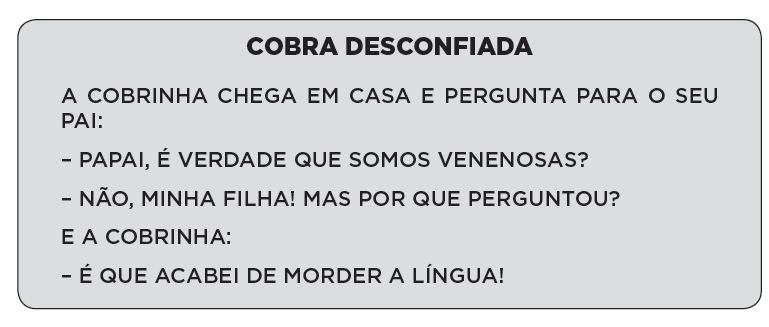 COBRA DESCONFIADA
A COBRINHA CHEGA EM CASA E PERGUNTA PARA O SEU
PAI:
– PAPAI, É VERDADE QUE SOMOS VENENOSAS?
– NÃO, MINHA FILHA! MAS POR QUE PERGUNTOU?
E A COBRINHA:
– É QUE ACABEI DE MORDER A LÍNGUA!